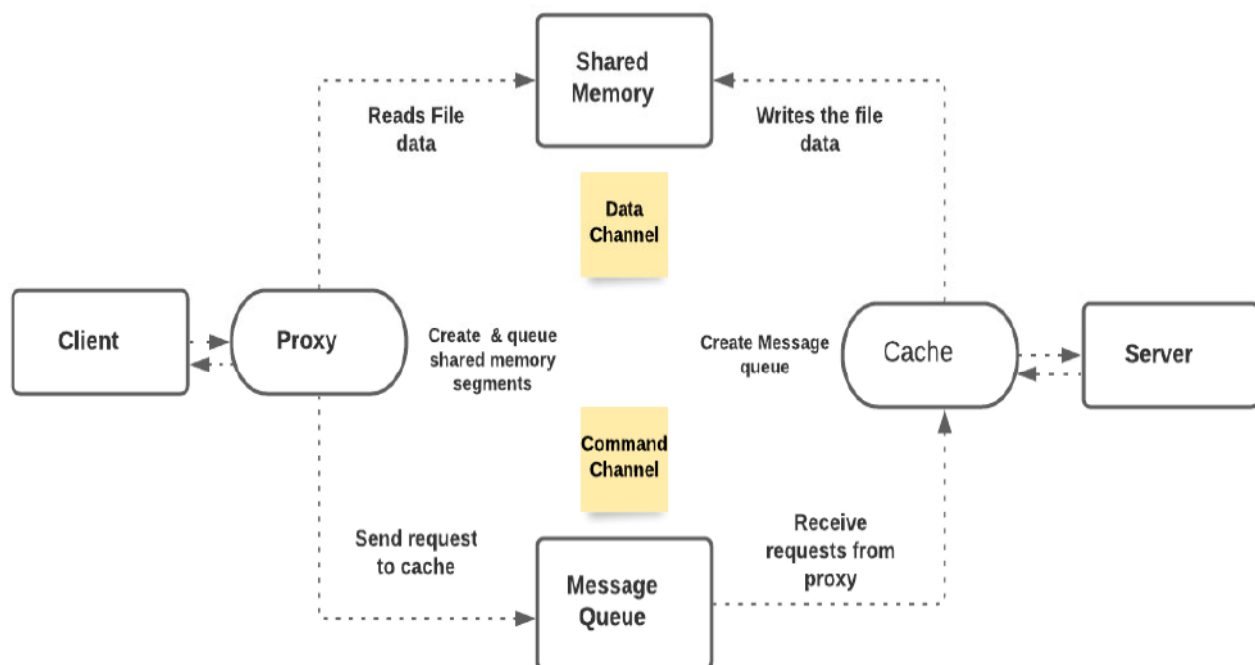 Shared
Memory
Reads File
data
Writes the file
data
Data
Channel
Client
Proxy
Create & queue
shared memory
segments
Create Message
queue
Cache
Server
Command
Channel
Send request
to cache
Message
Queue
Receive
requests from
proxy